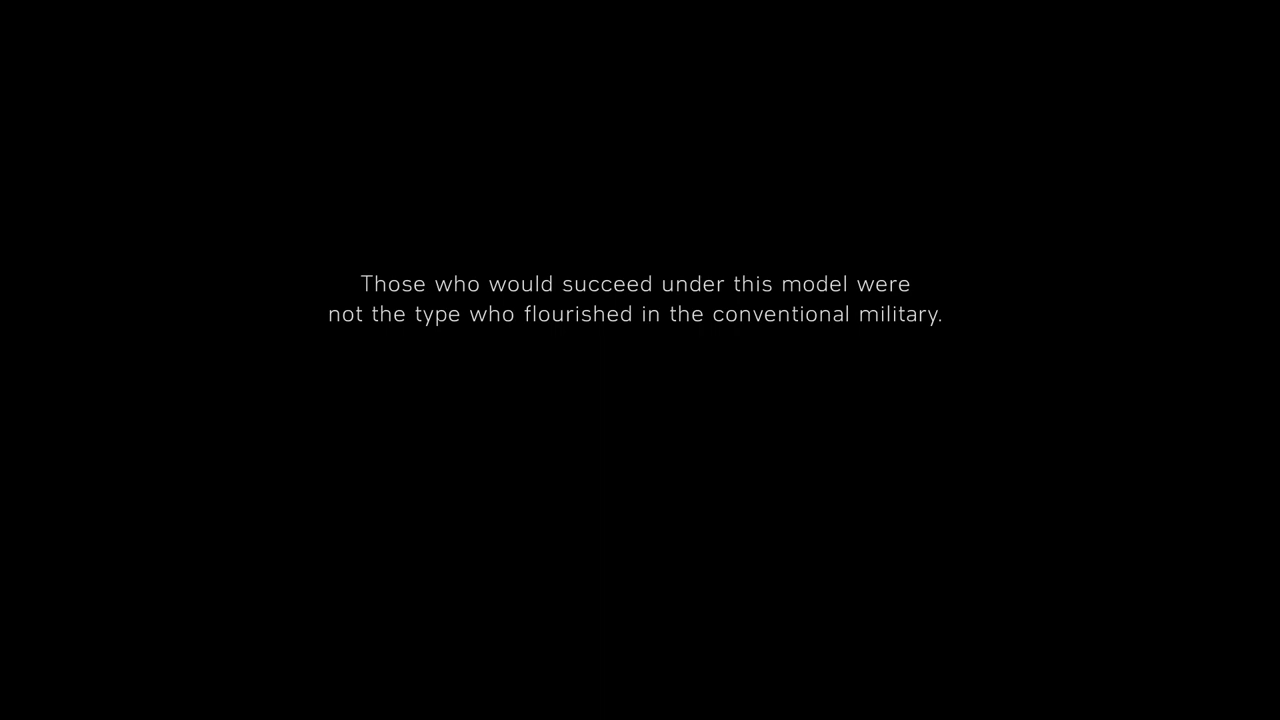 Those who would succeed under this model were
not the type who flourished in the conventional military.